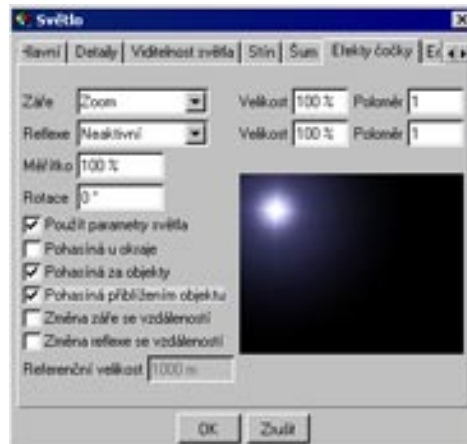 Světlo
Hlavní Detaily Viditelnost světla Stín Šum Efekty čočky
Záře Zoom Velikost 100 % Poloměr 1
Reflexe Neaktivní Velikost 100 % Poloměr 1
Měřítko 100 %
Rotace 0 °
Použít parametry světla
Pohasíná u okraje
Pohasíná za objekty
Pohasíná přiblížením objektu
Změna záře se vzdáleností
Změna reflexe se vzdáleností
Referenční velikost 1000 m
OK Zrušit